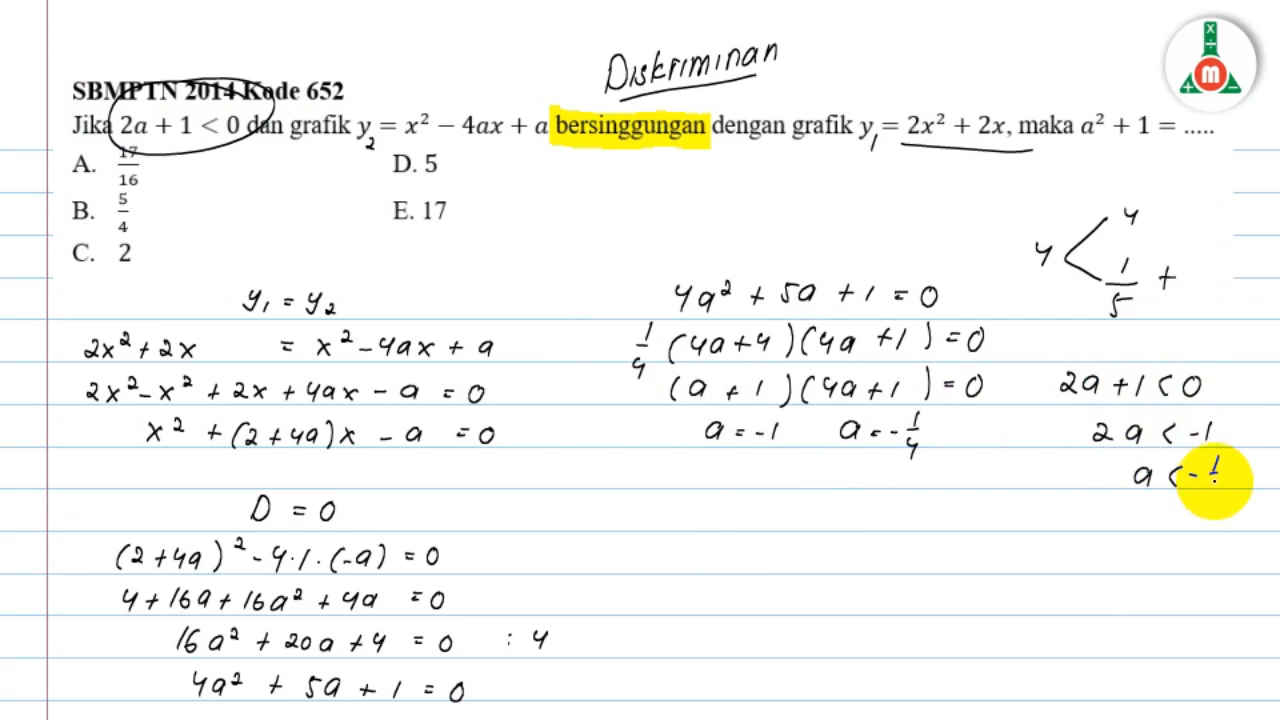 Diskriminan
SBMPTN 2014 Kode 652
Jika 2a + 1 < 0 dan grafik y₂ = x² − 4ax + a bersinggungan dengan grafik y₁ = 2x² + 2x, maka a² + 1 = .....
A. 17/16 D. 5
B. 5/4 E. 17
C. 2
y₁ = y₂
2x² + 2x = x² − 4ax + a
2x² − x² + 2x + 4ax − a = 0
x² + (2 + 4a)x − a = 0
D = 0
(2 + 4a)² − 4·1·(−a) = 0
4 + 16a + 16a² + 4a = 0
16a² + 20a + 4 = 0 : 4
4a² + 5a + 1 = 0
4a² + 5a + 1 = 0
1/4 (4a + 4)(4a + 1) = 0
(a + 1)(4a + 1) = 0
a = −1 a = −1/4
4 < 4
1 +
5
2a + 1 < 0
2a < −1
a < − 1
x ÷
+ m ±